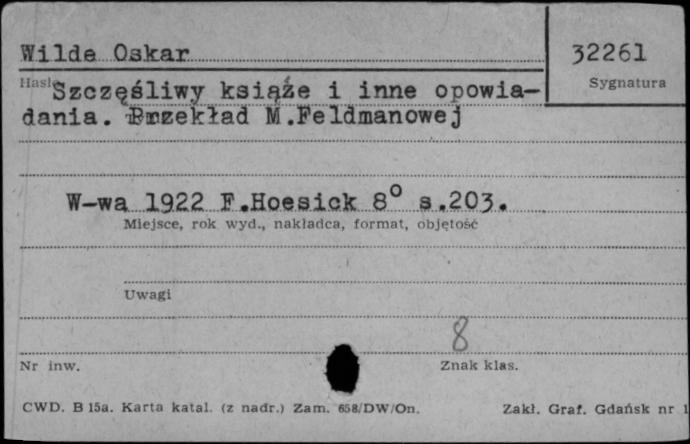 Wilde Oskar
32261
Hasło
Sygnatura
Szczęśliwy książe i inne opowia-
dania. Przekład M.Feldmanowej
W-wa 1922 F.Hoesick 8° s.203.
Miejsce, rok wyd., nakładca, format, objętość
Uwagi
8
Nr inw.
Znak klas.
CWD. B 15a. Karta katal. (z nadr.) Zam. 658/DW/On.
Zakł. Graf. Gdańsk nr 1